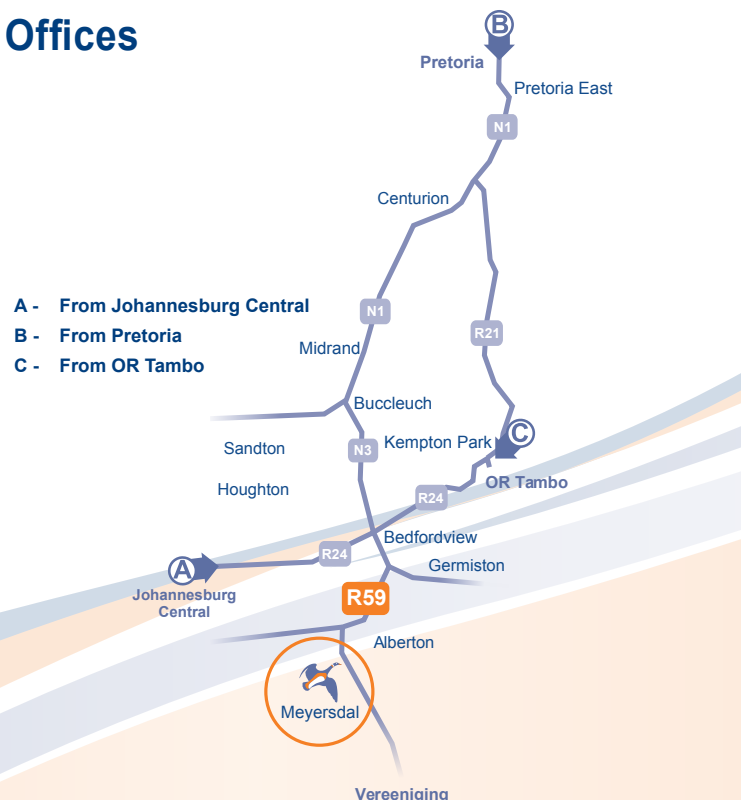 Offices
B
Pretoria
Pretoria East
N1
Centurion
A - From Johannesburg Central
B - From Pretoria
C - From OR Tambo
N1
R21
Midrand
Buccleuch
Sandton
N3
Kempton Park
C
Houghton
OR Tambo
R24
Bedfordview
R24
Germiston
A
Johannesburg
Central
R59
Alberton
Meyersdal
Vereeniging